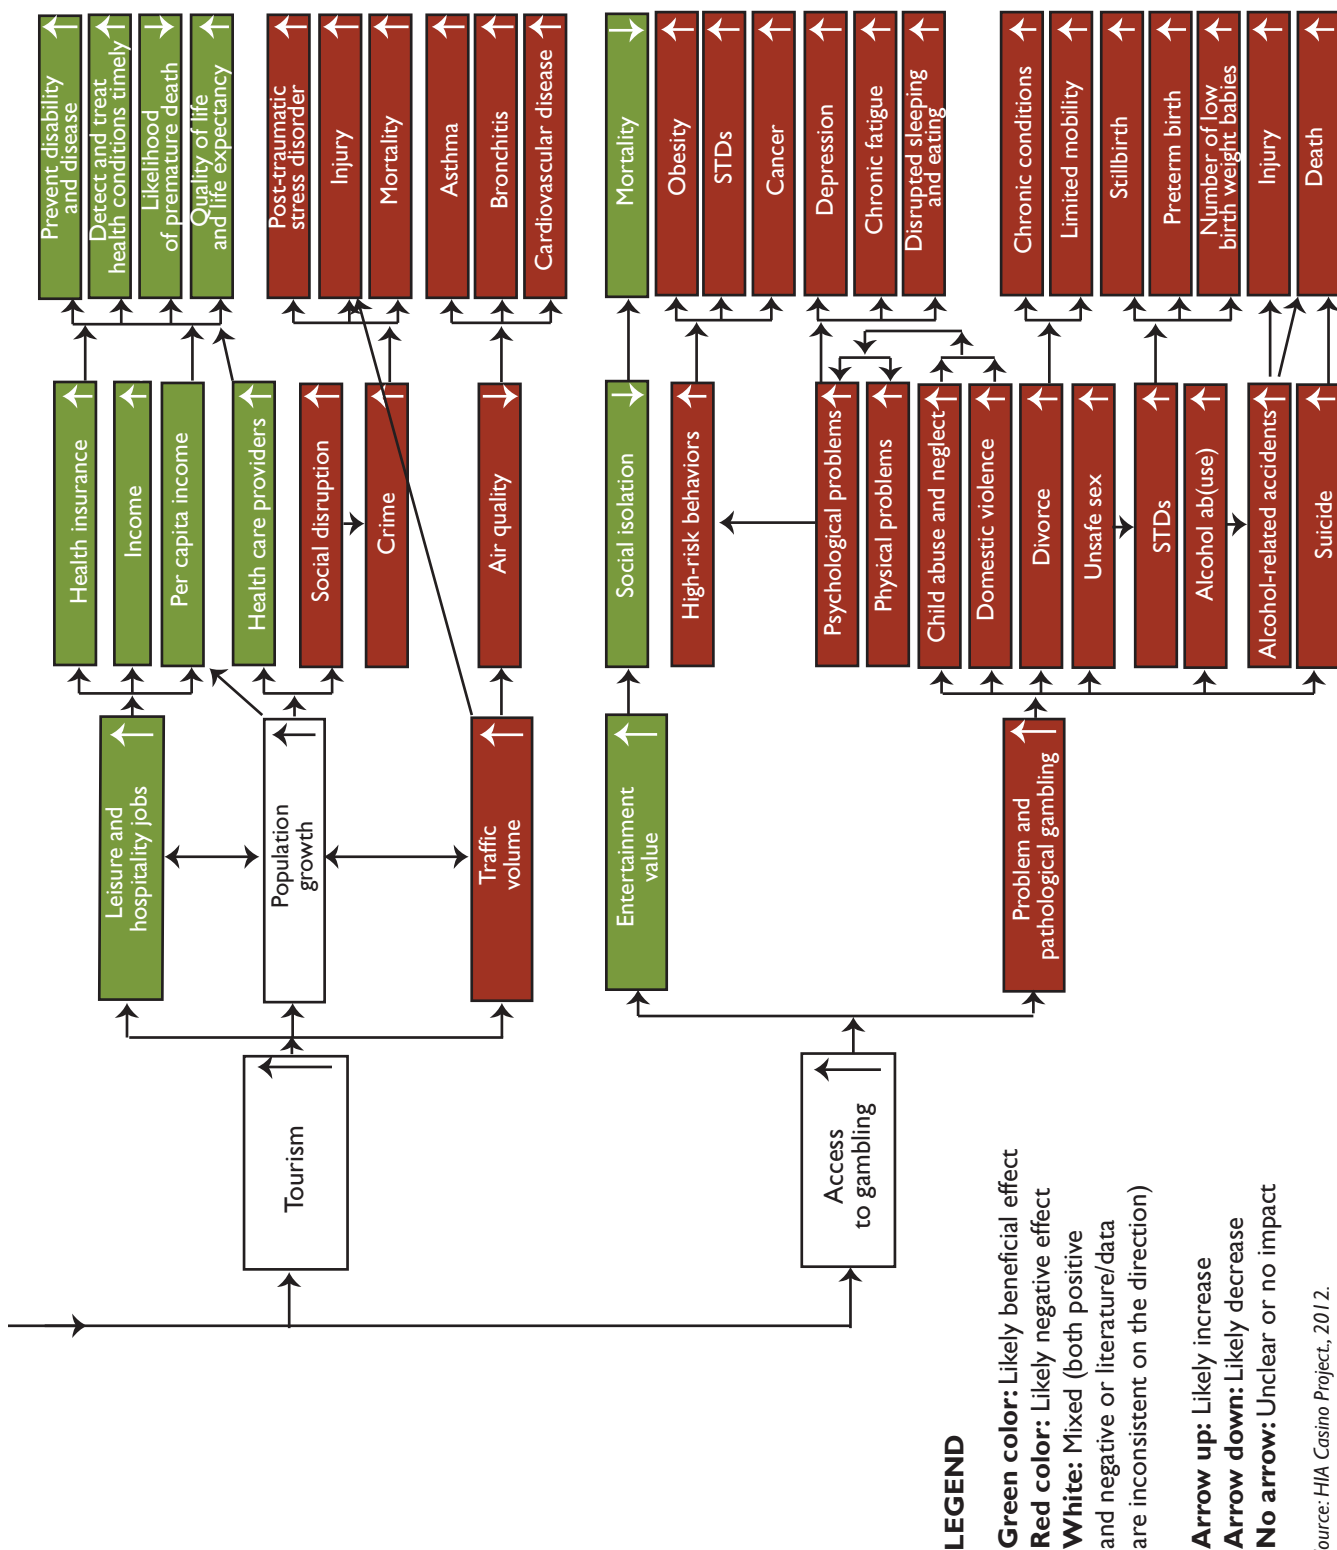 Tourism
Access
to gambling
Leisure and
hospitality jobs
Population
growth
Traffic
volume
Entertainment
value
Problem and
pathological gambling
Health insurance
Income
Per capita income
Health care providers
Social disruption
Crime
Air quality
Social isolation
High-risk behaviors
Psychological problems
Physical problems
Child abuse and neglect
Domestic violence
Divorce
Unsafe sex
STDs
Alcohol ab(use)
Alcohol-related accidents
Suicide
Prevent disability
and disease
Detect and treat
health conditions timely
Likelihood
of premature death
Quality of life
and life expectancy
Post-traumatic
stress disorder
Injury
Mortality
Asthma
Bronchitis
Cardiovascular disease
Mortality
Obesity
STDs
Cancer
Depression
Chronic fatigue
Disrupted sleeping
and eating
Chronic conditions
Limited mobility
Stillbirth
Preterm birth
Number of low
birth weight babies
Injury
Death
LEGEND
Green color: Likely beneficial effect
Red color: Likely negative effect
White: Mixed (both positive
and negative or literature/data
are inconsistent on the direction)
Arrow up: Likely increase
Arrow down: Likely decrease
No arrow: Unclear or no impact
ource: HIA Casino Project., 2012.